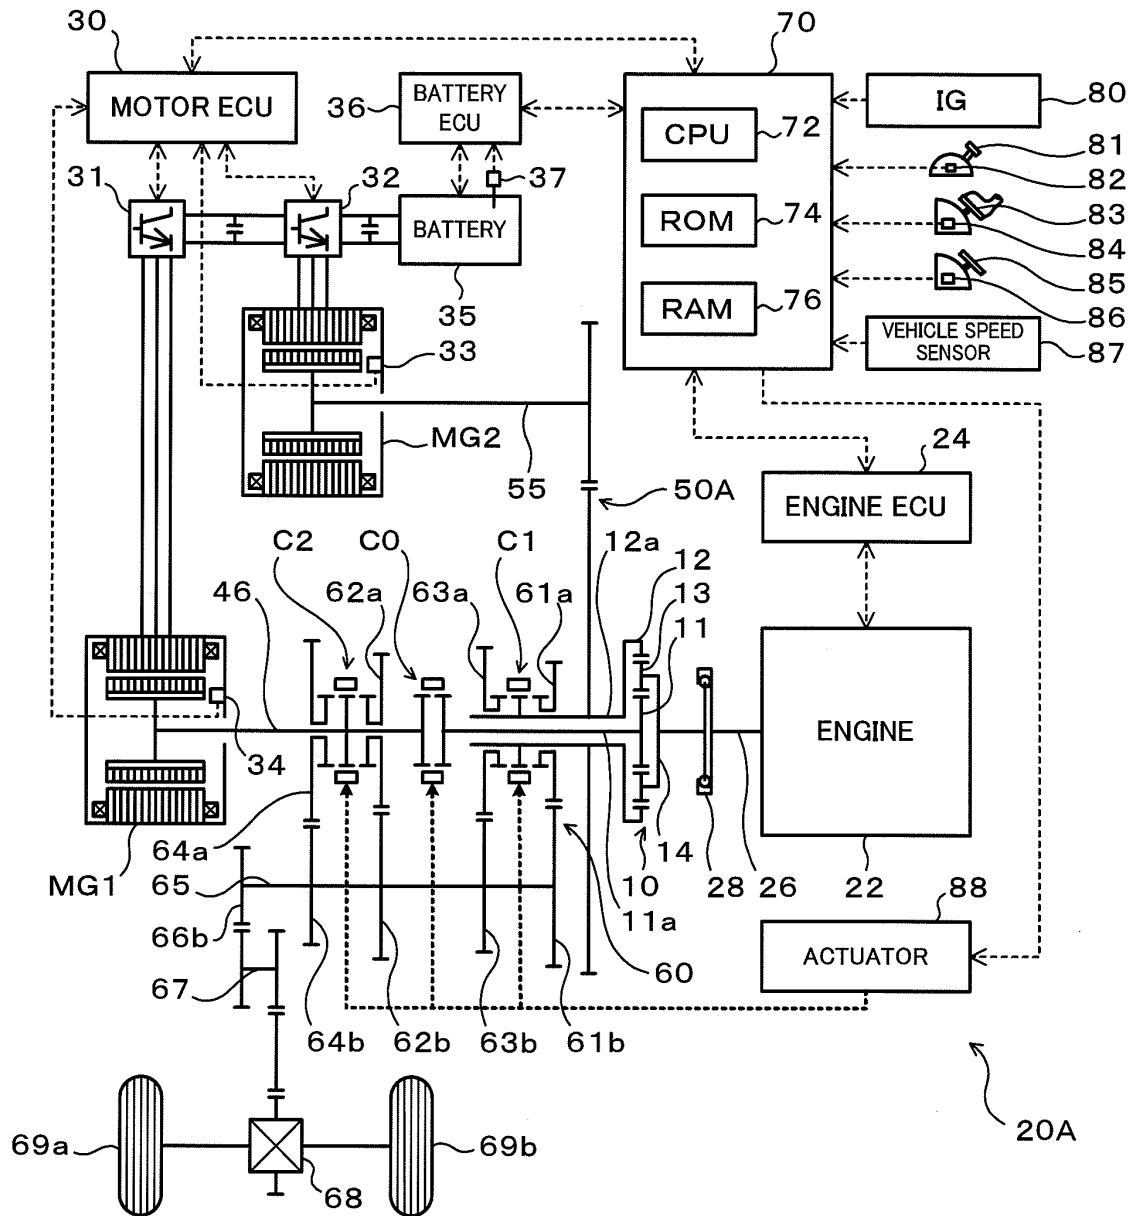 30
70
MOTOR ECU
36
BATTERY
ECU
IG
80
CPU
72
81
82
31
32
37
83
ROM
74
84
BATTERY
85
35
RAM
76
86
33
VEHICLE SPEED
SENSOR
87
MG2
55
50A
24
ENGINE ECU
C2
C0
C1
12a
12
46
62a
63a
61a
13
11
34
ENGINE
64a
14
MG1
65
10
28
26
22
88
66b
11a
67
60
ACTUATOR
64b
62b
63b
61b
69a
69b
20A
68